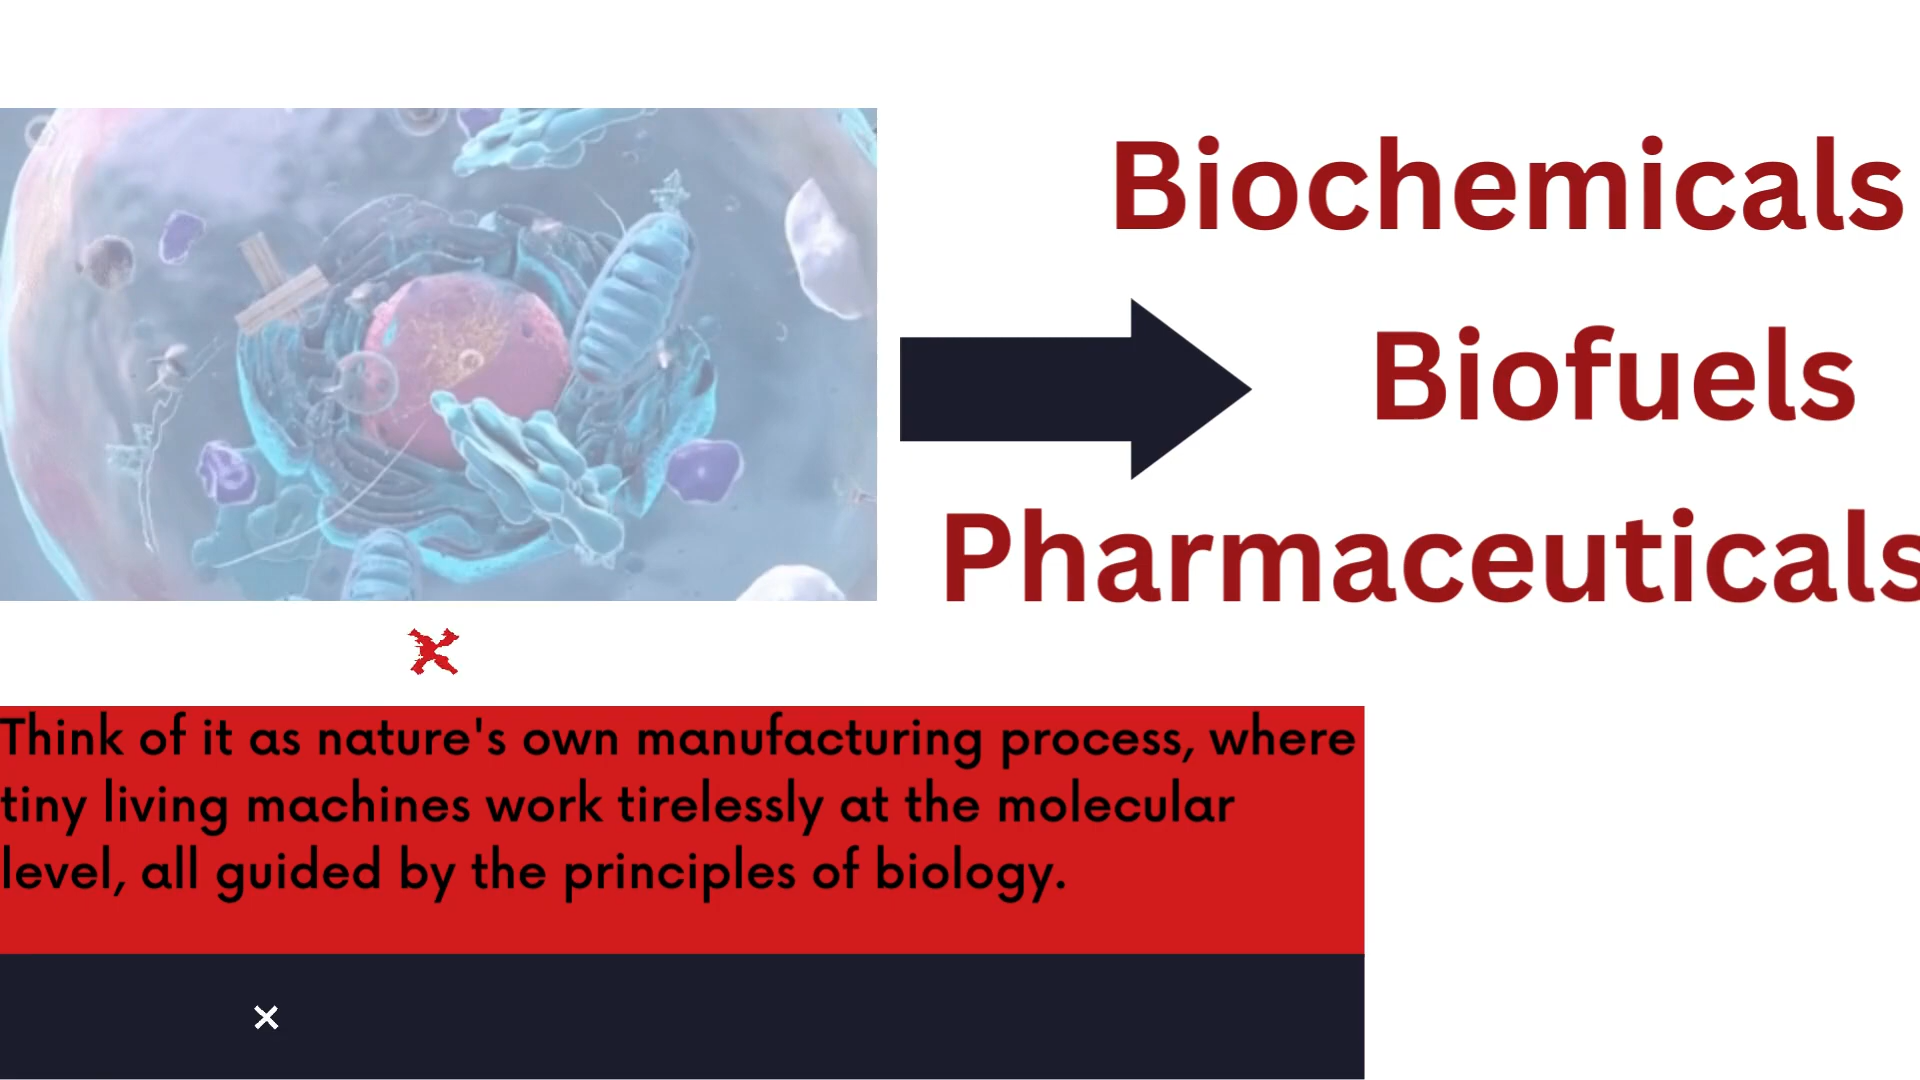 Biochemicals
Biofuels
Pharmaceuticals
Think of it as nature's own manufacturing process, where
tiny living machines work tirelessly at the molecular
level, all guided by the principles of biology.